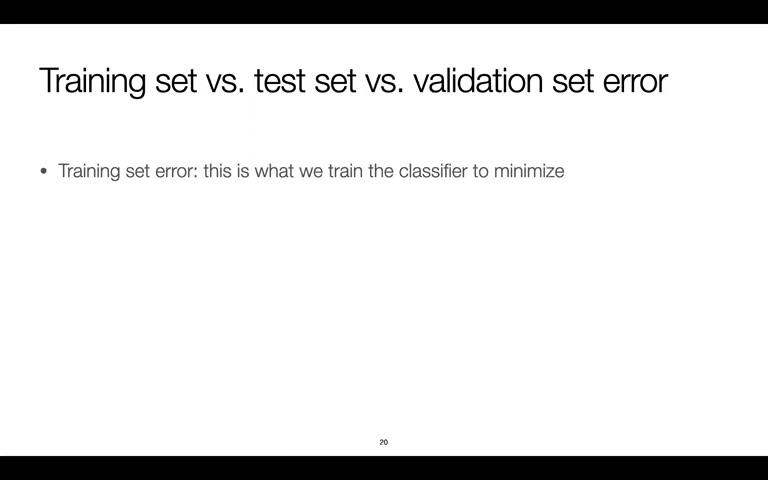 Training set vs. test set vs. validation set error
• Training set error: this is what we train the classifier to minimize
20